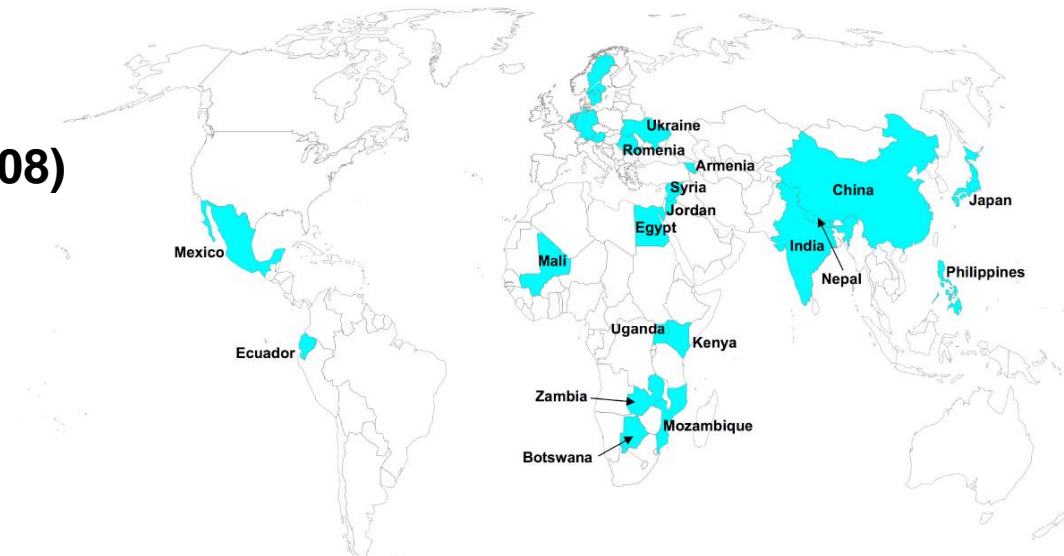 08)
Ukraine
Romenia
Armenia
Syria
Jordan
Egypt
China
Japan
Mexico
Mali
India
Nepal
Philippines
Uganda
Kenya
Ecuador
Zambia
Mozambique
Botswana